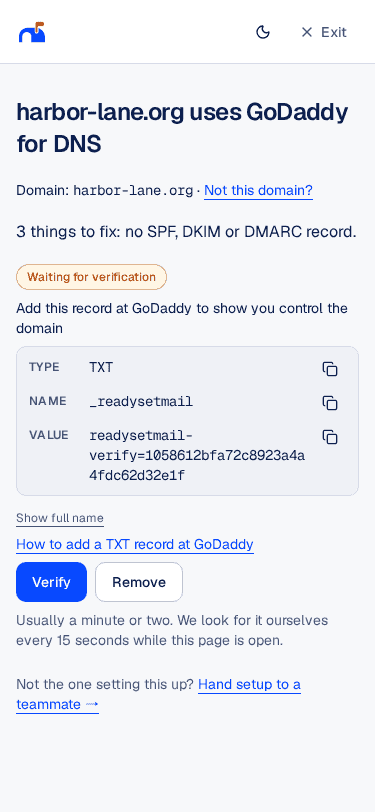 Exit
harbor-lane.org uses GoDaddy
for DNS
Domain: harbor-lane.org · Not this domain?
3 things to fix: no SPF, DKIM or DMARC record.
Waiting for verification
Add this record at GoDaddy to show you control the
domain
TYPE TXT
NAME _readysetmail
VALUE readysetmail-
verify=1058612bfa72c8923a4a
4fdc62d32e1f
Show full name
How to add a TXT record at GoDaddy
Verify Remove
Usually a minute or two. We look for it ourselves
every 15 seconds while this page is open.
Not the one setting this up? Hand setup to a
teammate →